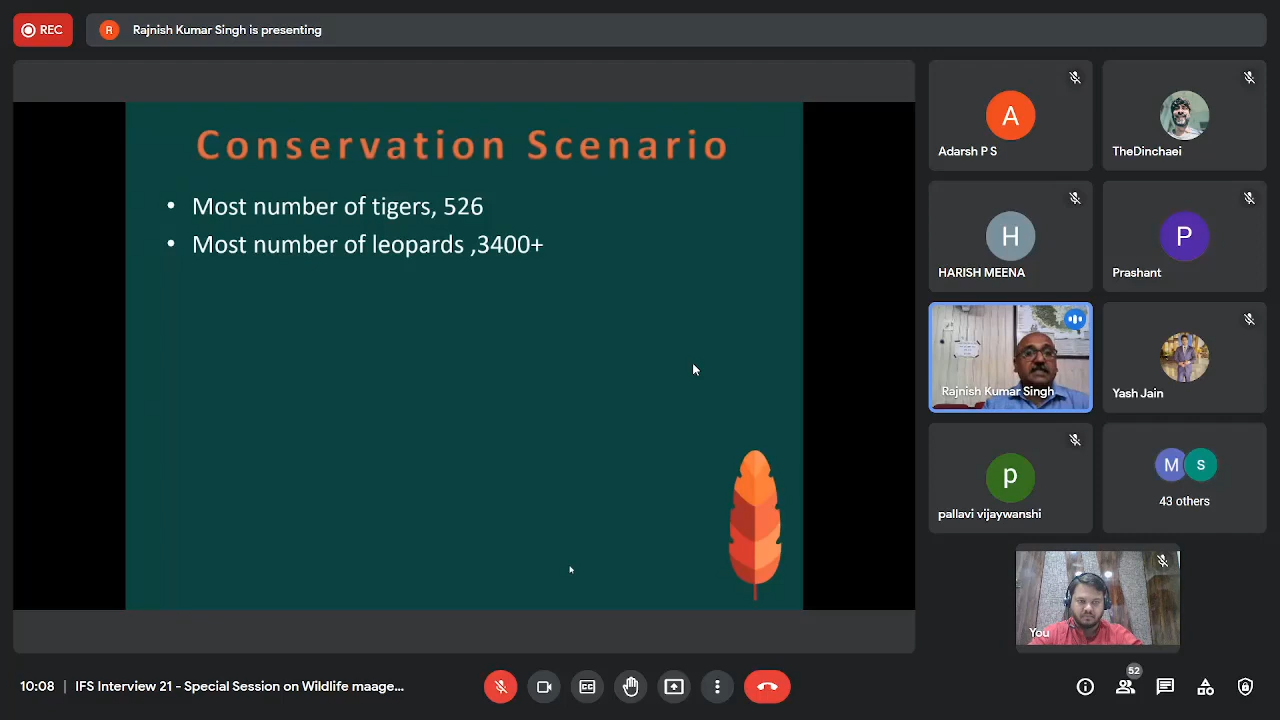 REC
R
Rajnish Kumar Singh is presenting
Conservation Scenario
• Most number of tigers, 526
• Most number of leopards ,3400+
A
Adarsh P S
TheDinchaei
H
HARISH MEENA
P
Prashant
Rajnish Kumar Singh
Yash Jain
p
pallavi vijaywanshi
M S
43 others
You
10:08 | IFS Interview 21 - Special Session on Wildlife maage...
CC
52